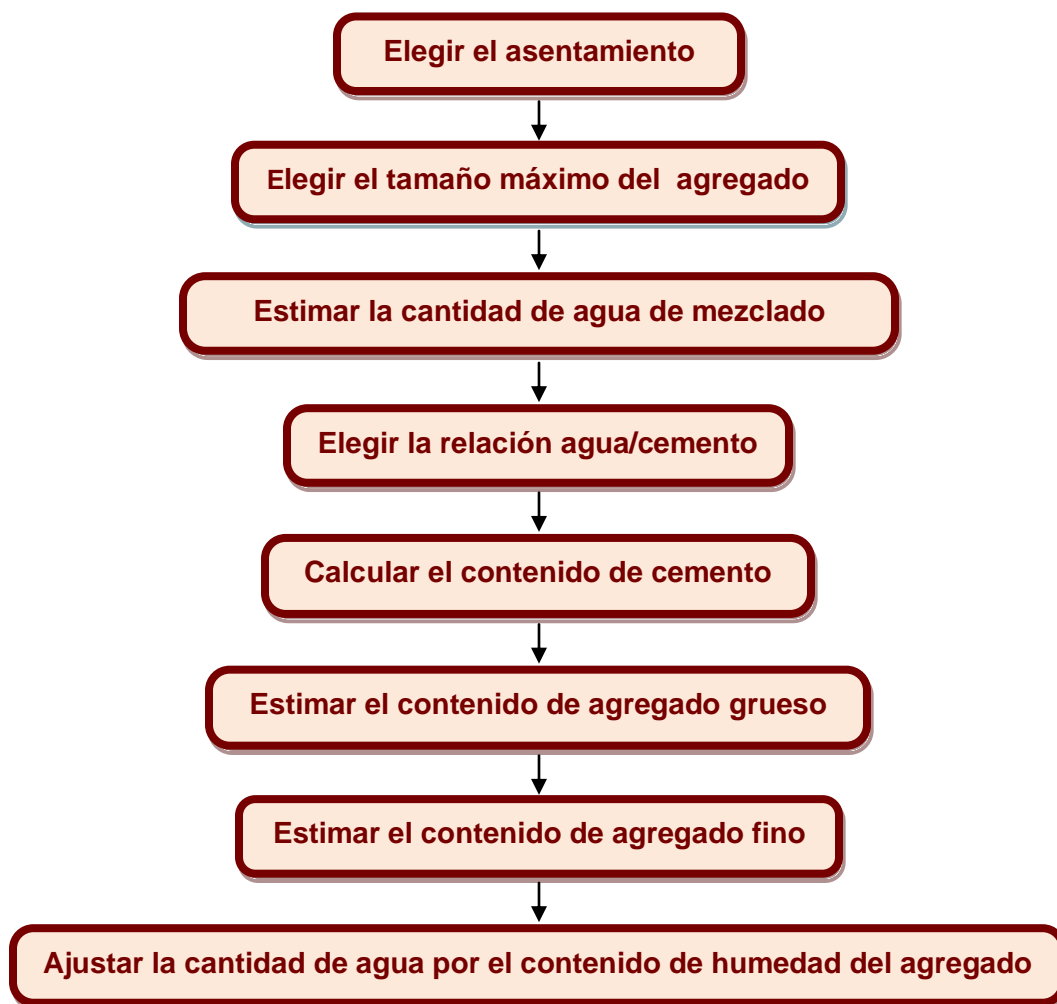 Elegir el asentamiento
Elegir el tamaño máximo del  agregado
Estimar la cantidad de agua de mezclado
Elegir la relación agua/cemento
Calcular el contenido de cemento
Estimar el contenido de agregado grueso
Estimar el contenido de agregado fino
Ajustar la cantidad de agua por el contenido de humedad del agregado